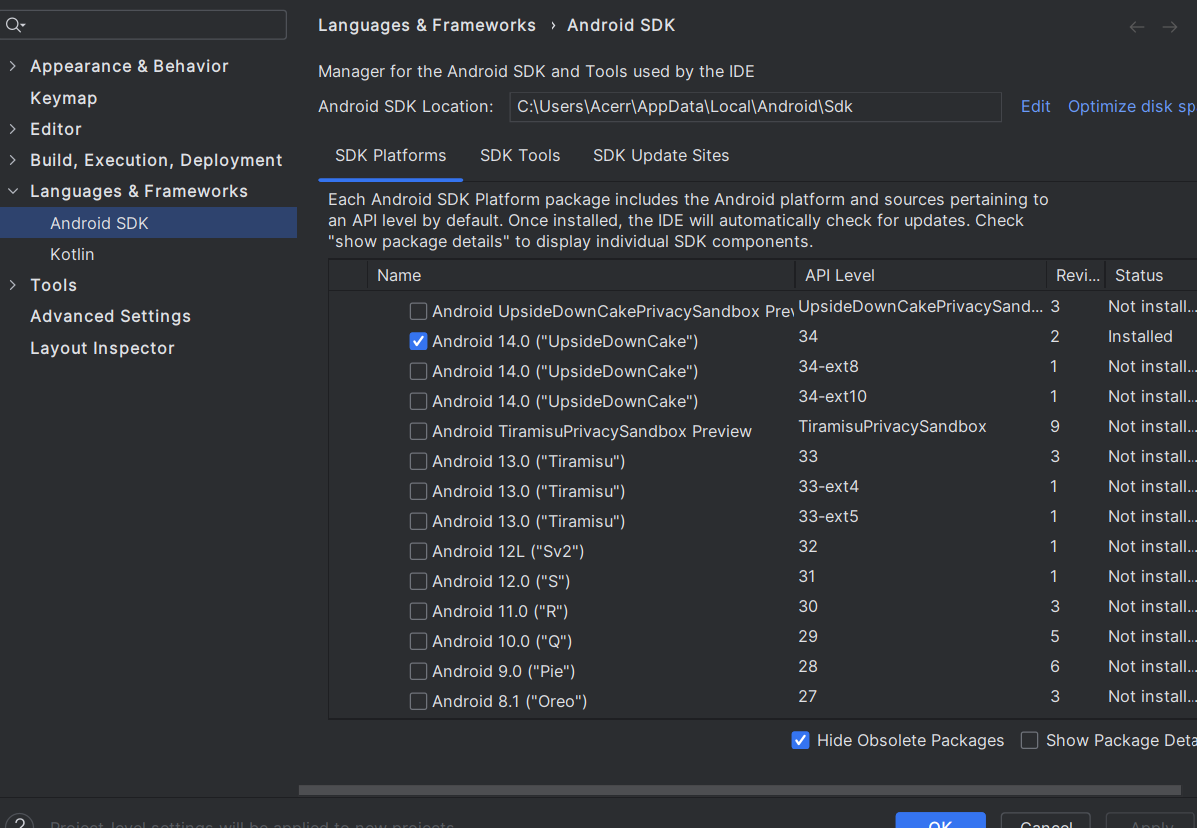 Languages & Frameworks › Android SDK
Appearance & Behavior
Keymap
Editor
Build, Execution, Deployment
Languages & Frameworks
Android SDK
Kotlin
Tools
Advanced Settings
Layout Inspector
Manager for the Android SDK and Tools used by the IDE
Android SDK Location: C:\Users\Acerr\AppData\Local\Android\Sdk Edit Optimize disk sp
SDK Platforms SDK Tools SDK Update Sites
Each Android SDK Platform package includes the Android platform and sources pertaining to
an API level by default. Once installed, the IDE will automatically check for updates. Check
"show package details" to display individual SDK components.
Name API Level Revi... Status
Android UpsideDownCakePrivacySandbox Prev UpsideDownCakePrivacySand... 3 Not install...
Android 14.0 ("UpsideDownCake") 34 2 Installed
Android 14.0 ("UpsideDownCake") 34-ext8 1 Not install...
Android 14.0 ("UpsideDownCake") 34-ext10 1 Not install...
Android TiramisuPrivacySandbox Preview TiramisuPrivacySandbox 9 Not install...
Android 13.0 ("Tiramisu") 33 3 Not install...
Android 13.0 ("Tiramisu") 33-ext4 1 Not install...
Android 13.0 ("Tiramisu") 33-ext5 1 Not install...
Android 12L ("Sv2") 32 1 Not install...
Android 12.0 ("S") 31 1 Not install...
Android 11.0 ("R") 30 3 Not install...
Android 10.0 ("Q") 29 5 Not install...
Android 9.0 ("Pie") 28 6 Not install...
Android 8.1 ("Oreo") 27 3 Not install...
Hide Obsolete Packages Show Package Deta
? Project-level settings will be applied to new projects OK Cancel Apply